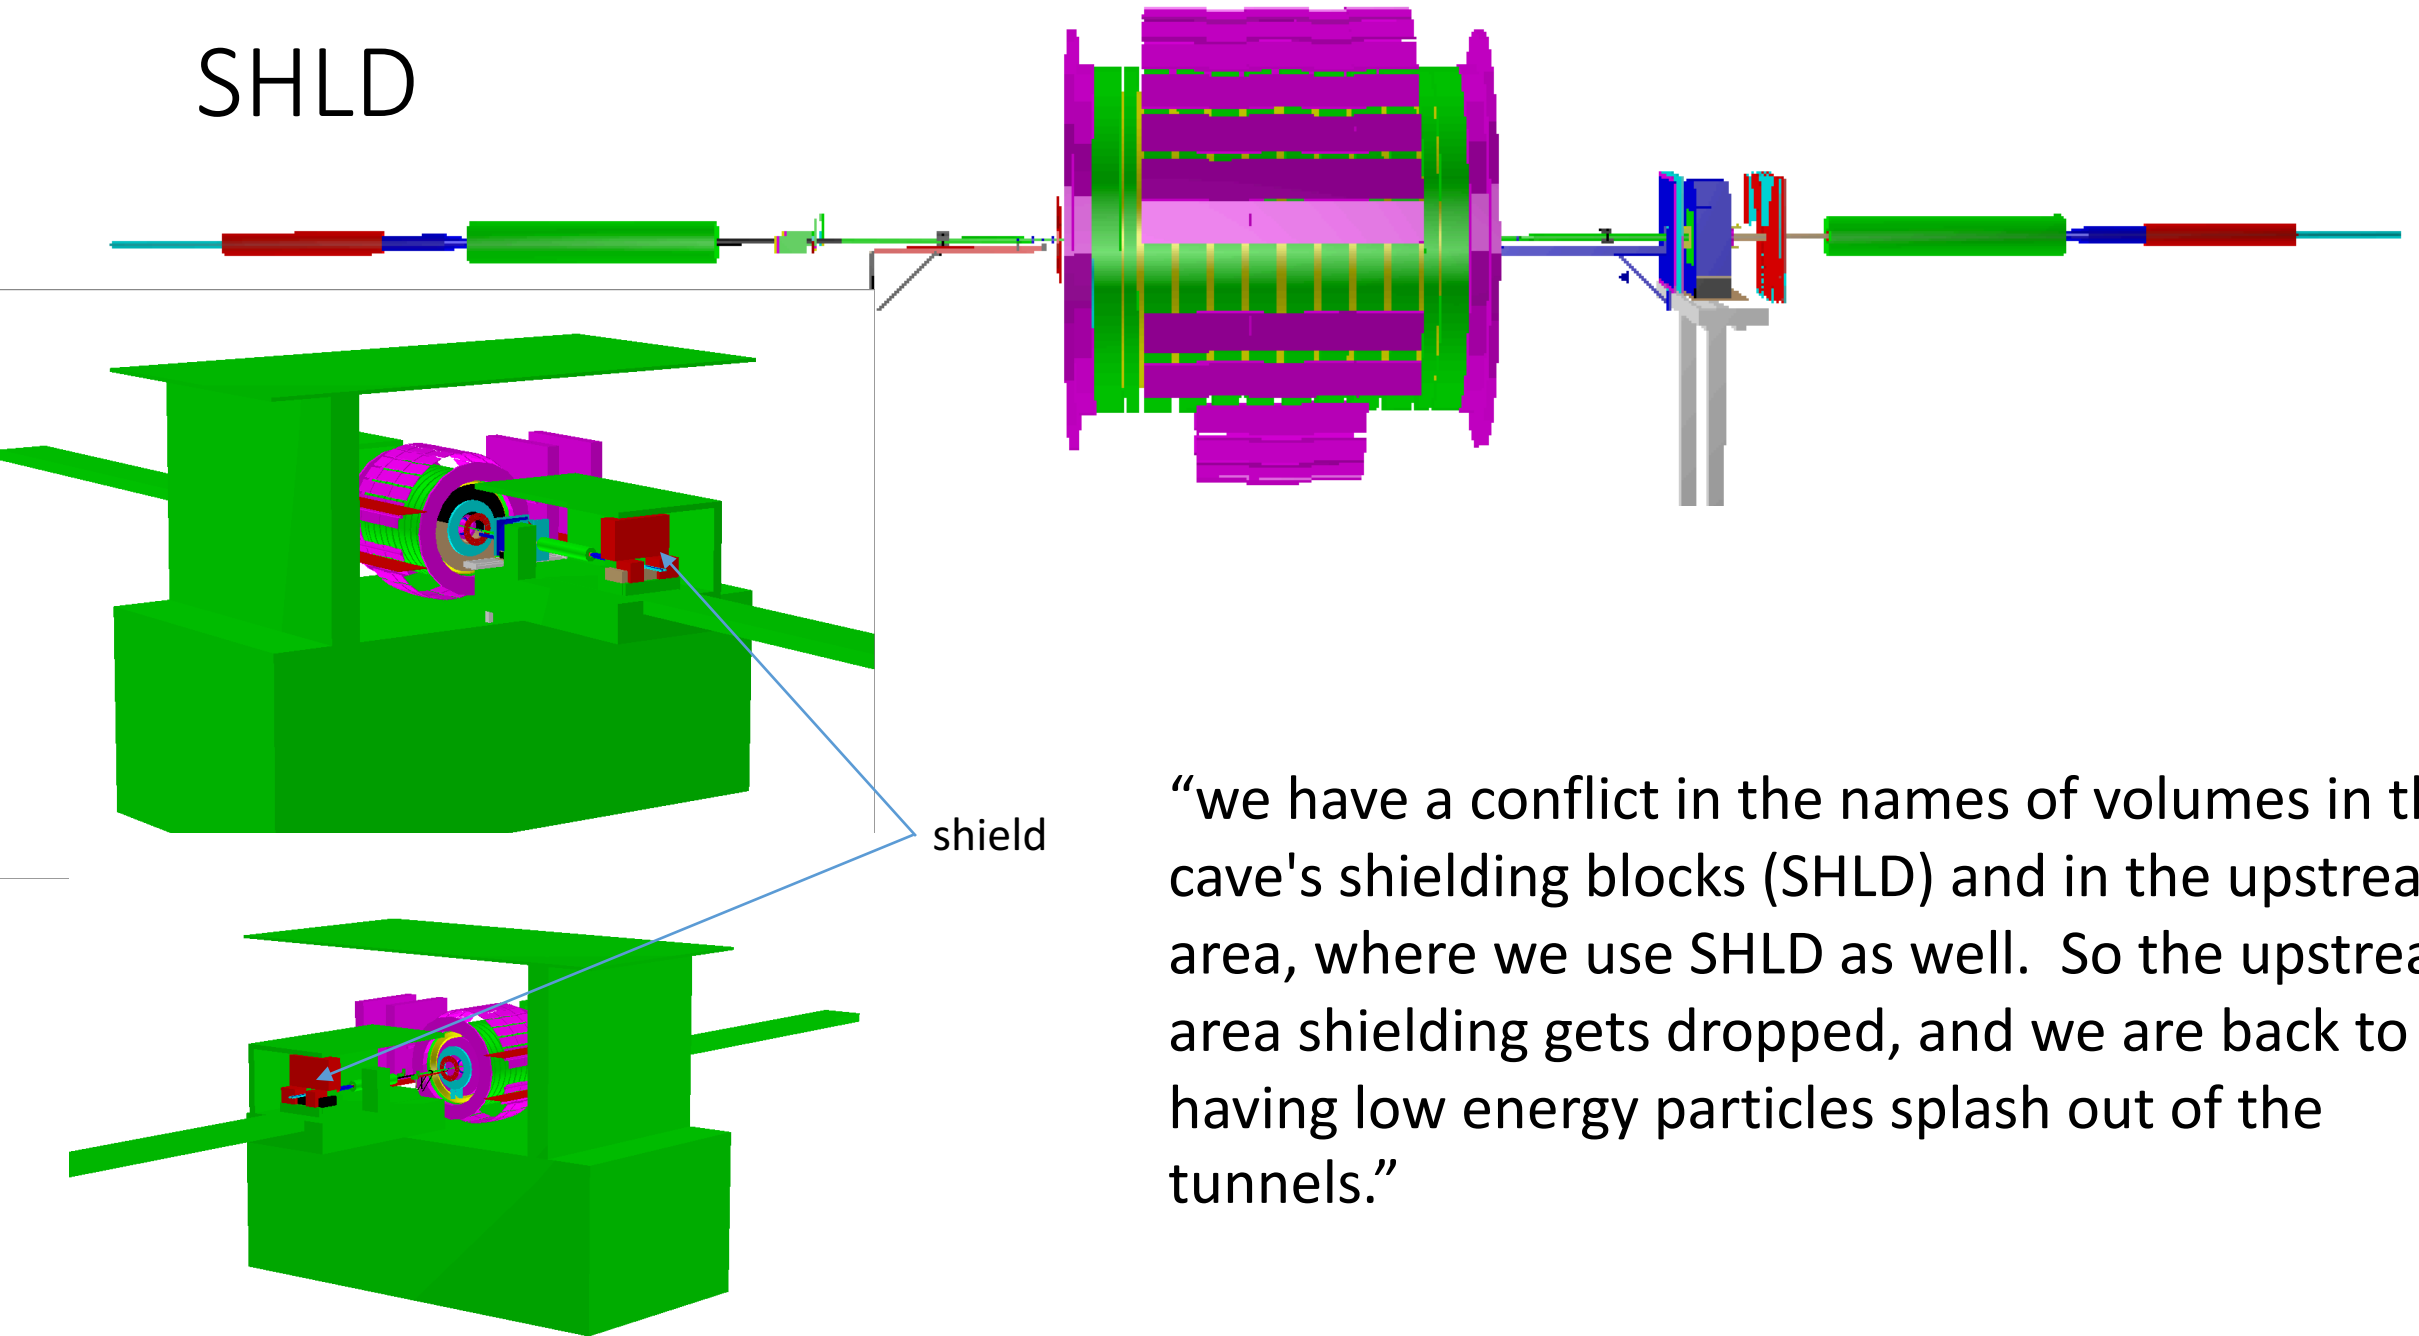 SHLD
shield
“we have a conflict in the names of volumes in
cave's shielding blocks (SHLD) and in the
area, where we use SHLD as well.  So the
area shielding gets dropped, and we are back to
having low energy particles splash out of the
tunnels.”